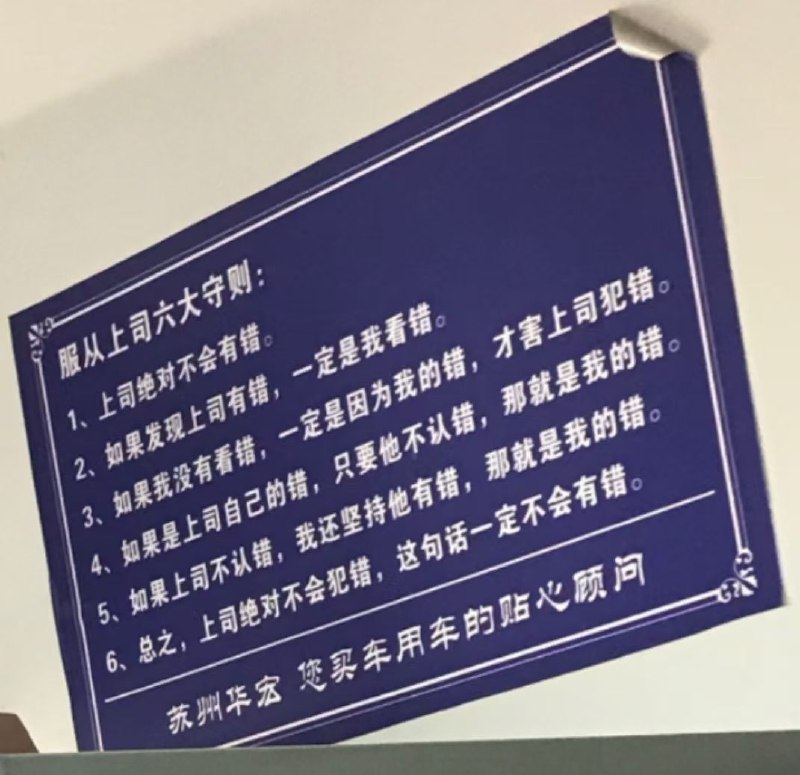 服从上司六大守则：
1、上司绝对不会有错。
2、如果发现上司有错，一定是我看错。
3、如果我没有看错，一定是因为我的错，才害上司犯错。
4、如果是上司自己的错，只要他不认错，那就是我的错。
5、如果上司不认错，我还坚持他有错，那就是我的错。
6、总之，上司绝对不会犯错，这句话一定不会有错。
苏州华宏 您买车用车的贴心顾问